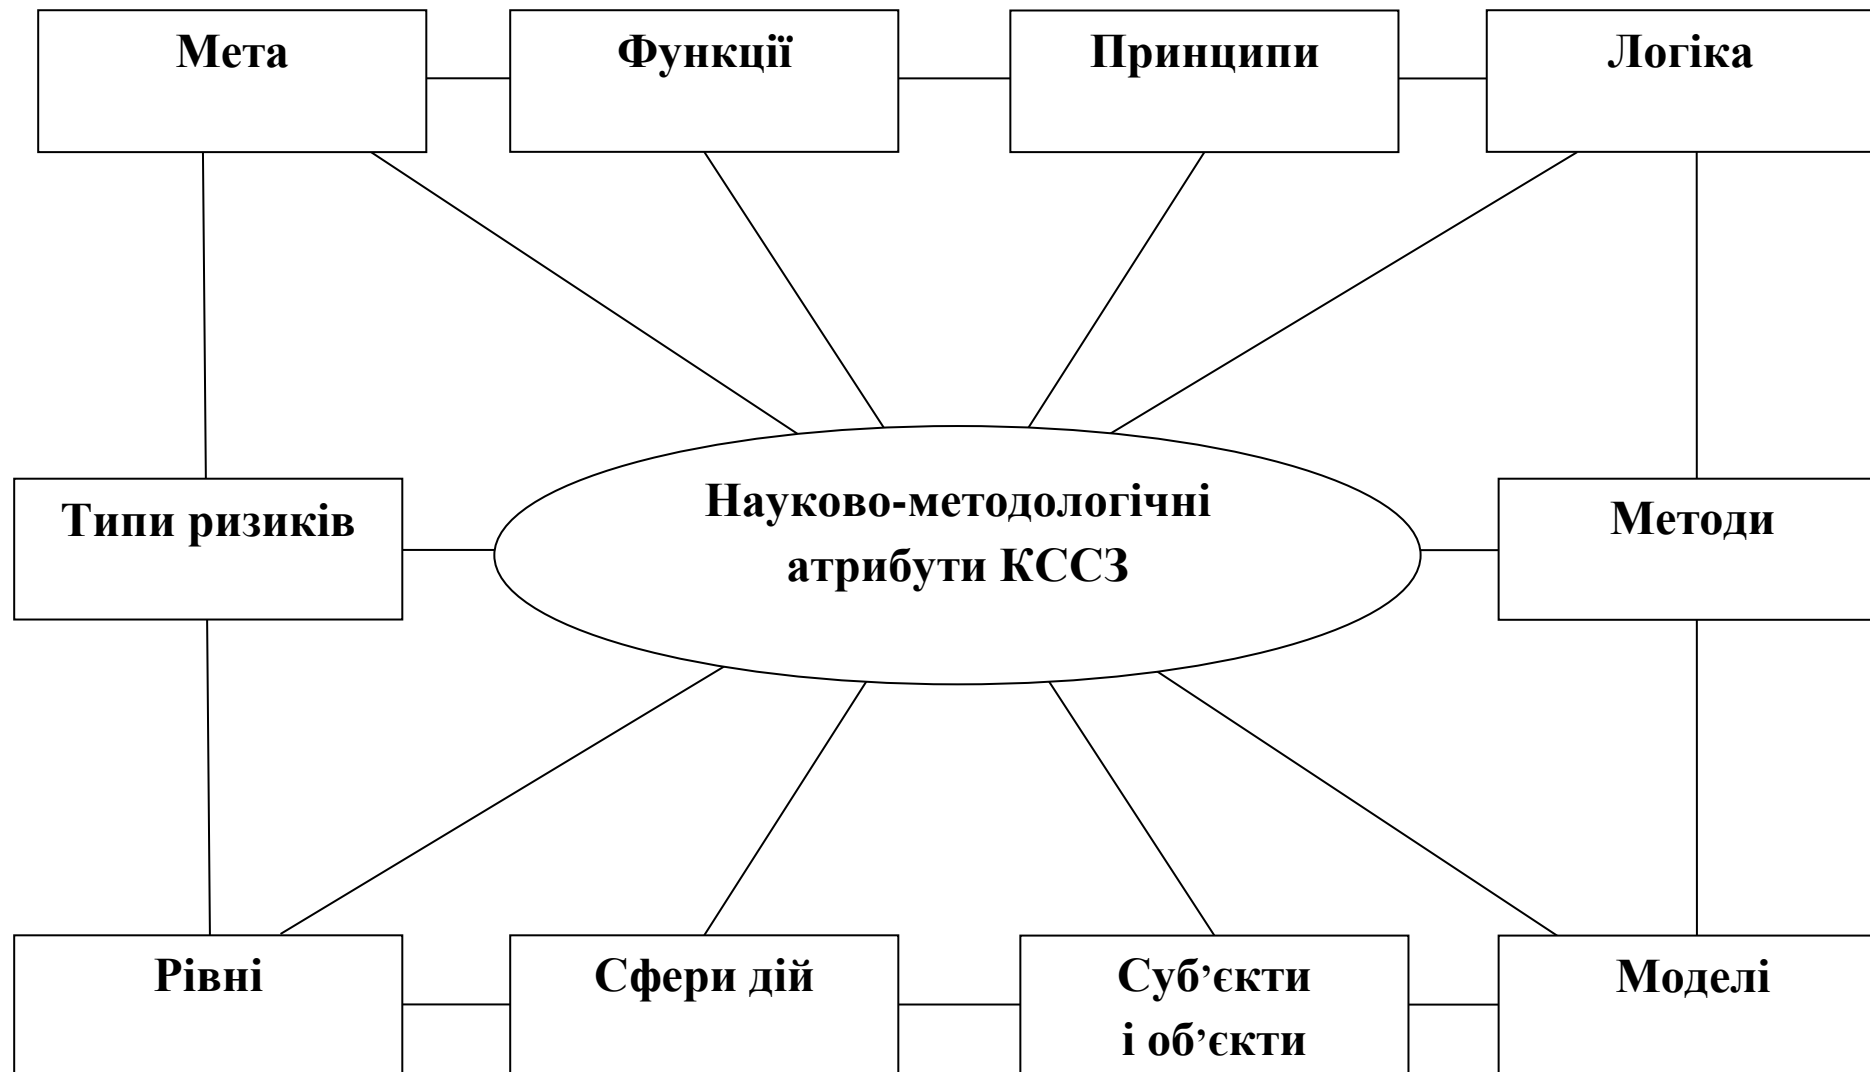 Мета
Функції
Принципи
Логіка
Науково-методологічні
атрибути КССЗ
Типи ризиків
Методи
Рівні
Сфери дій
Суб’єкти
і об’єкти
Моделі